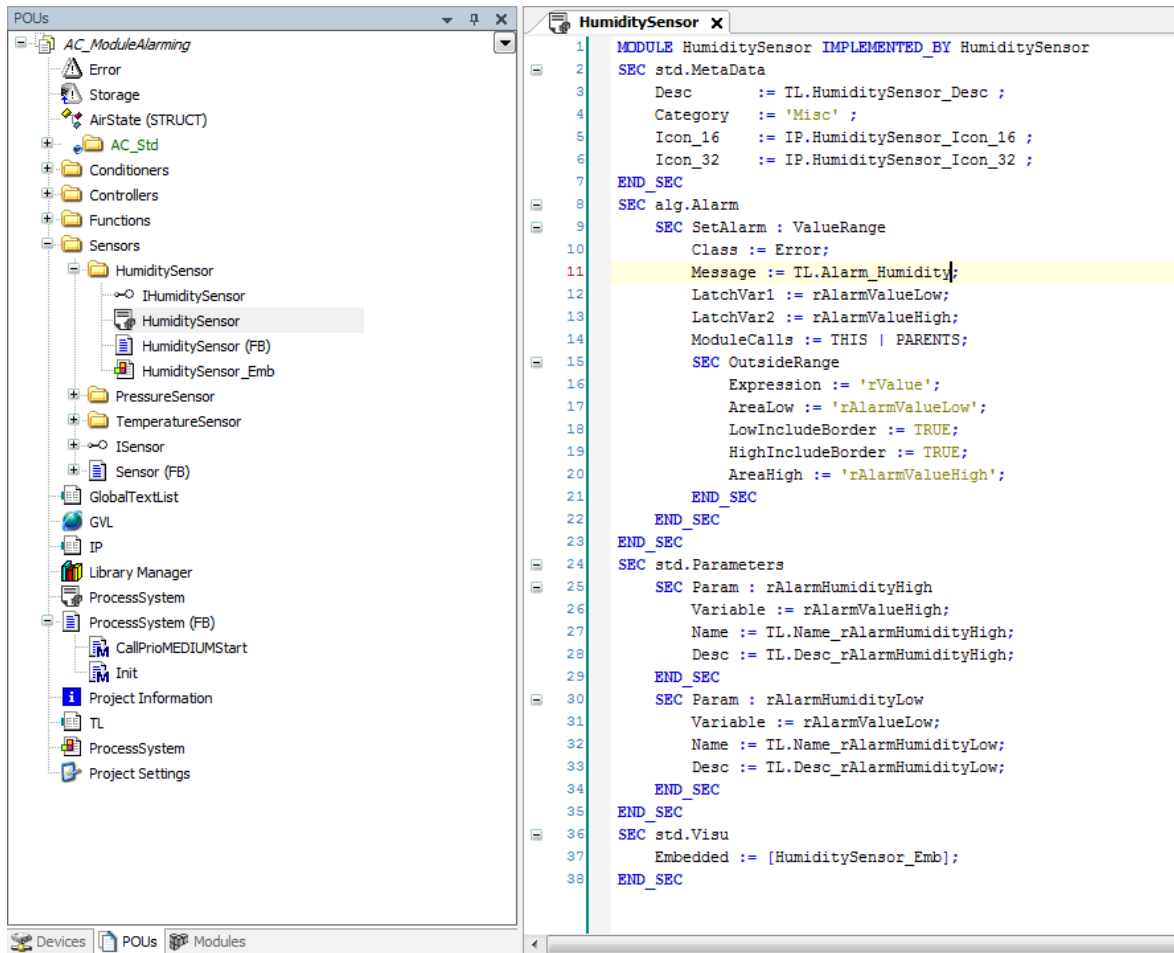 POUs
AC_ModuleAlarming
Error
Storage
AirState (STRUCT)
AC_Std
Conditioners
Controllers
Functions
Sensors
HumiditySensor
IHumiditySensor
HumiditySensor
HumiditySensor (FB)
HumiditySensor_Emb
PressureSensor
TemperatureSensor
ISensor
Sensor (FB)
GlobalTextList
GVL
IP
Library Manager
ProcessSystem
ProcessSystem (FB)
CallPrioMEDIUMStart
Init
Project Information
TL
ProcessSystem
Project Settings
Devices POUs Modules
HumiditySensor X
1 MODULE HumiditySensor IMPLEMENTED_BY HumiditySensor
2 SEC std.MetaData
3 Desc := TL.HumiditySensor_Desc ;
4 Category := 'Misc' ;
5 Icon_16 := IP.HumiditySensor_Icon_16 ;
6 Icon_32 := IP.HumiditySensor_Icon_32 ;
7 END_SEC
8 SEC alg.Alarm
9 SEC SetAlarm : ValueRange
10 Class := Error;
11 Message := TL.Alarm_Humidity;
12 LatchVar1 := rAlarmValueLow;
13 LatchVar2 := rAlarmValueHigh;
14 ModuleCalls := THIS | PARENTS;
15 SEC OutsideRange
16 Expression := 'rValue';
17 AreaLow := 'rAlarmValueLow';
18 LowIncludeBorder := TRUE;
19 HighIncludeBorder := TRUE;
20 AreaHigh := 'rAlarmValueHigh';
21 END_SEC
22 END_SEC
23 END_SEC
24 SEC std.Parameters
25 SEC Param : rAlarmHumidityHigh
26 Variable := rAlarmValueHigh;
27 Name := TL.Name_rAlarmHumidityHigh;
28 Desc := TL.Desc_rAlarmHumidityHigh;
29 END_SEC
30 SEC Param : rAlarmHumidityLow
31 Variable := rAlarmValueLow;
32 Name := TL.Name_rAlarmHumidityLow;
33 Desc := TL.Desc_rAlarmHumidityLow;
34 END_SEC
35 END_SEC
36 SEC std.Visu
37 Embedded := [HumiditySensor_Emb];
38 END_SEC